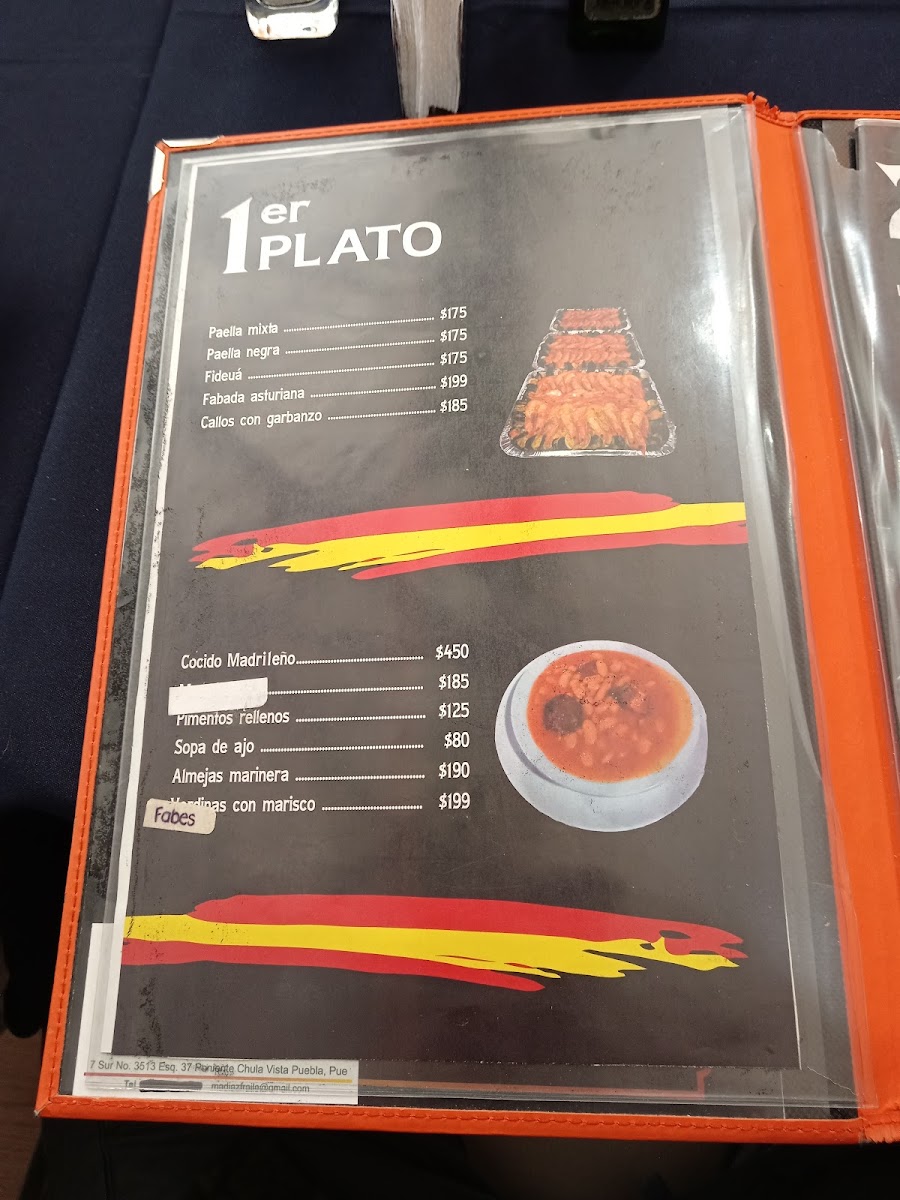 1er
PLATO
Paella mixta $175
Paella negra $175
Fideuá $175
Fabada asturiana $199
Callos con garbanzo $185
Cocido Madrileño $450
$185
Pimentos rellenos $125
Sopa de ajo $80
Almejas marinera $190
con marisco $199
Fabes
7 Sur No. 3513 Esq. 37 Poniente Chula Vista Puebla, Pue
Tel